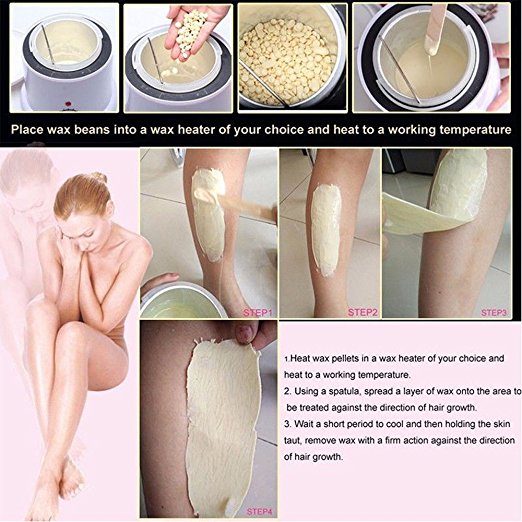 Place wax beans into a wax heater of your choice and heat to a working temperature
STEP1
STEP2
STEP3
1.Heat wax pellets in a wax heater of your choice and
heat to a working temperature.
2. Using a spatula, spread a layer of wax onto the area to
be treated against the direction of hair growth.
3. Wait a short period to cool and then holding the skin
taut, remove wax with a firm action against the direction
of hair growth.
STEP4